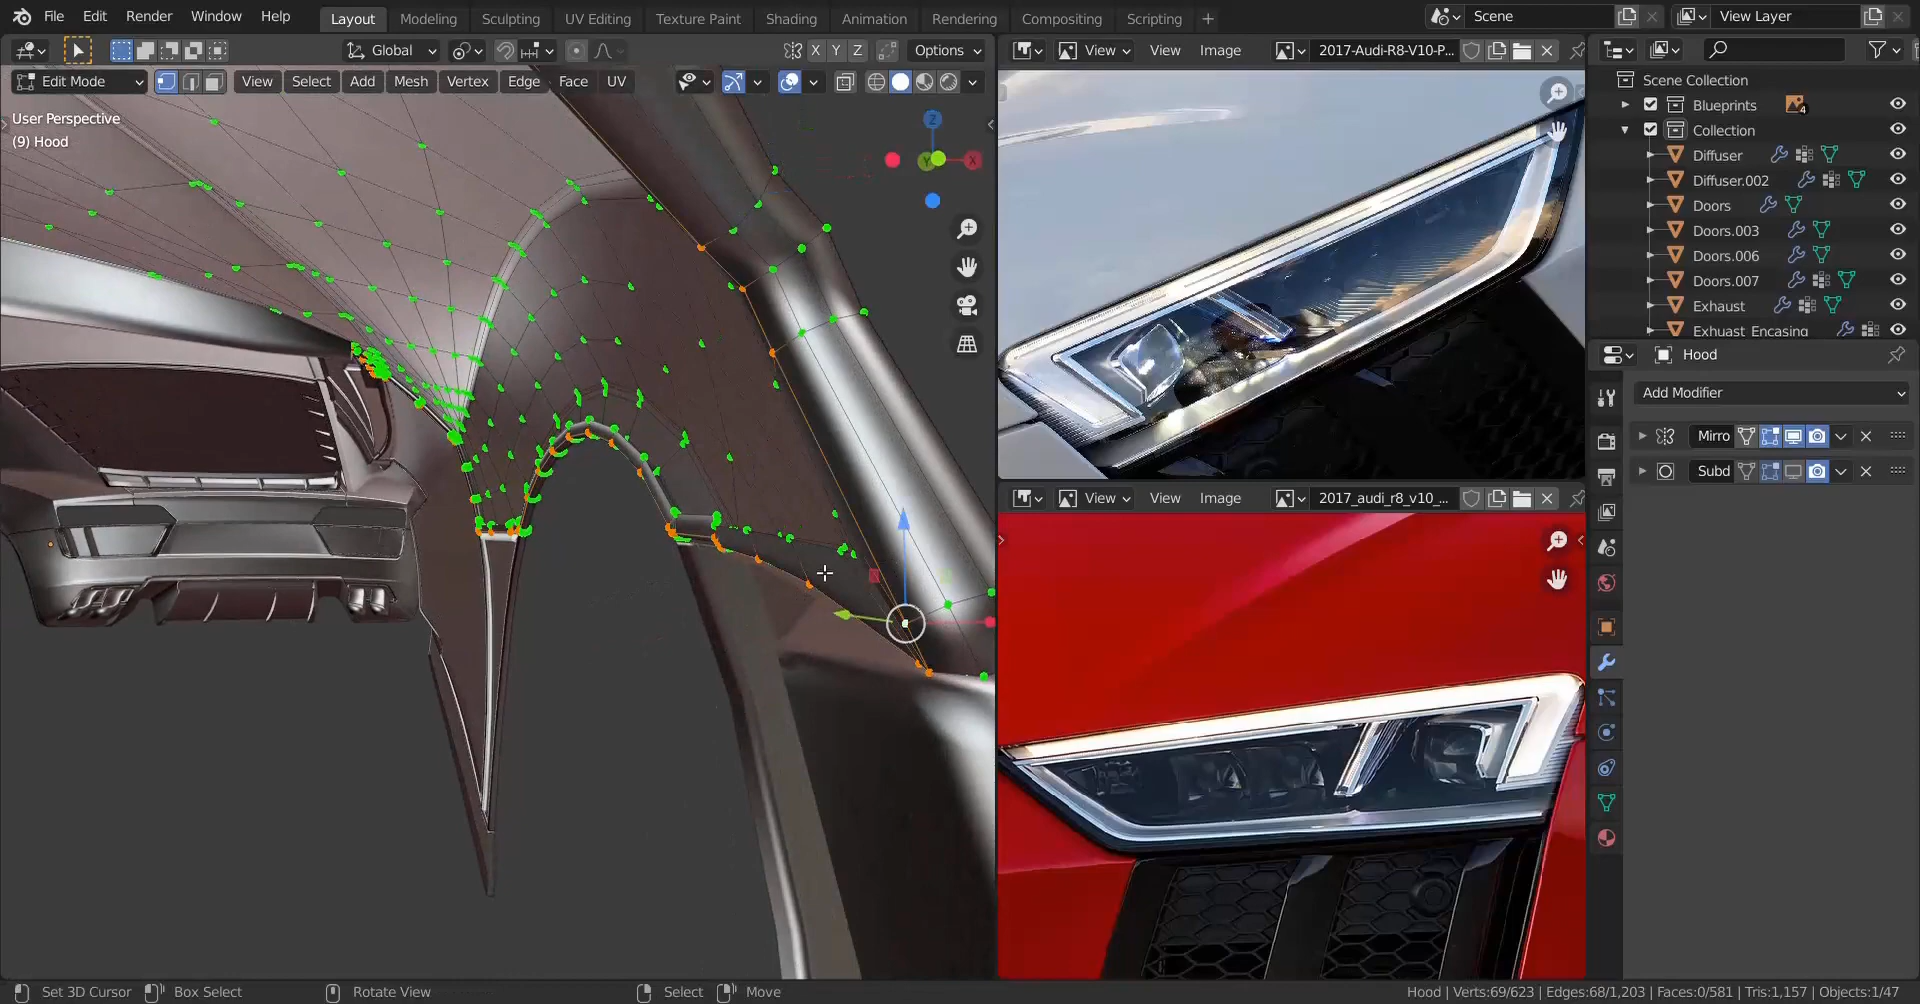 File Edit Render Window Help Layout Modeling Sculpting UV Editing Texture Paint Shading Animation Rendering Compositing Scripting + Scene View Layer
Global X Y Z Options
View View Image 2017-Audi-R8-V10-P...
Edit Mode View Select Add Mesh Vertex Edge Face UV
User Perspective
(9) Hood
Z
Y X
Scene Collection
Blueprints 4
Collection
Diffuser
Diffuser.002
Doors
Doors.003
Doors.006
Doors.007
Exhaust
Exhuast Encasing
Hood
Add Modifier
Mirro
Subd
View View Image 2017_audi_r8_v10_...
Set 3D Cursor Box Select Rotate View Select Move Hood | Verts:69/623 | Edges:68/1,203 | Faces:0/581 | Tris:1,157 | Objects:1/47